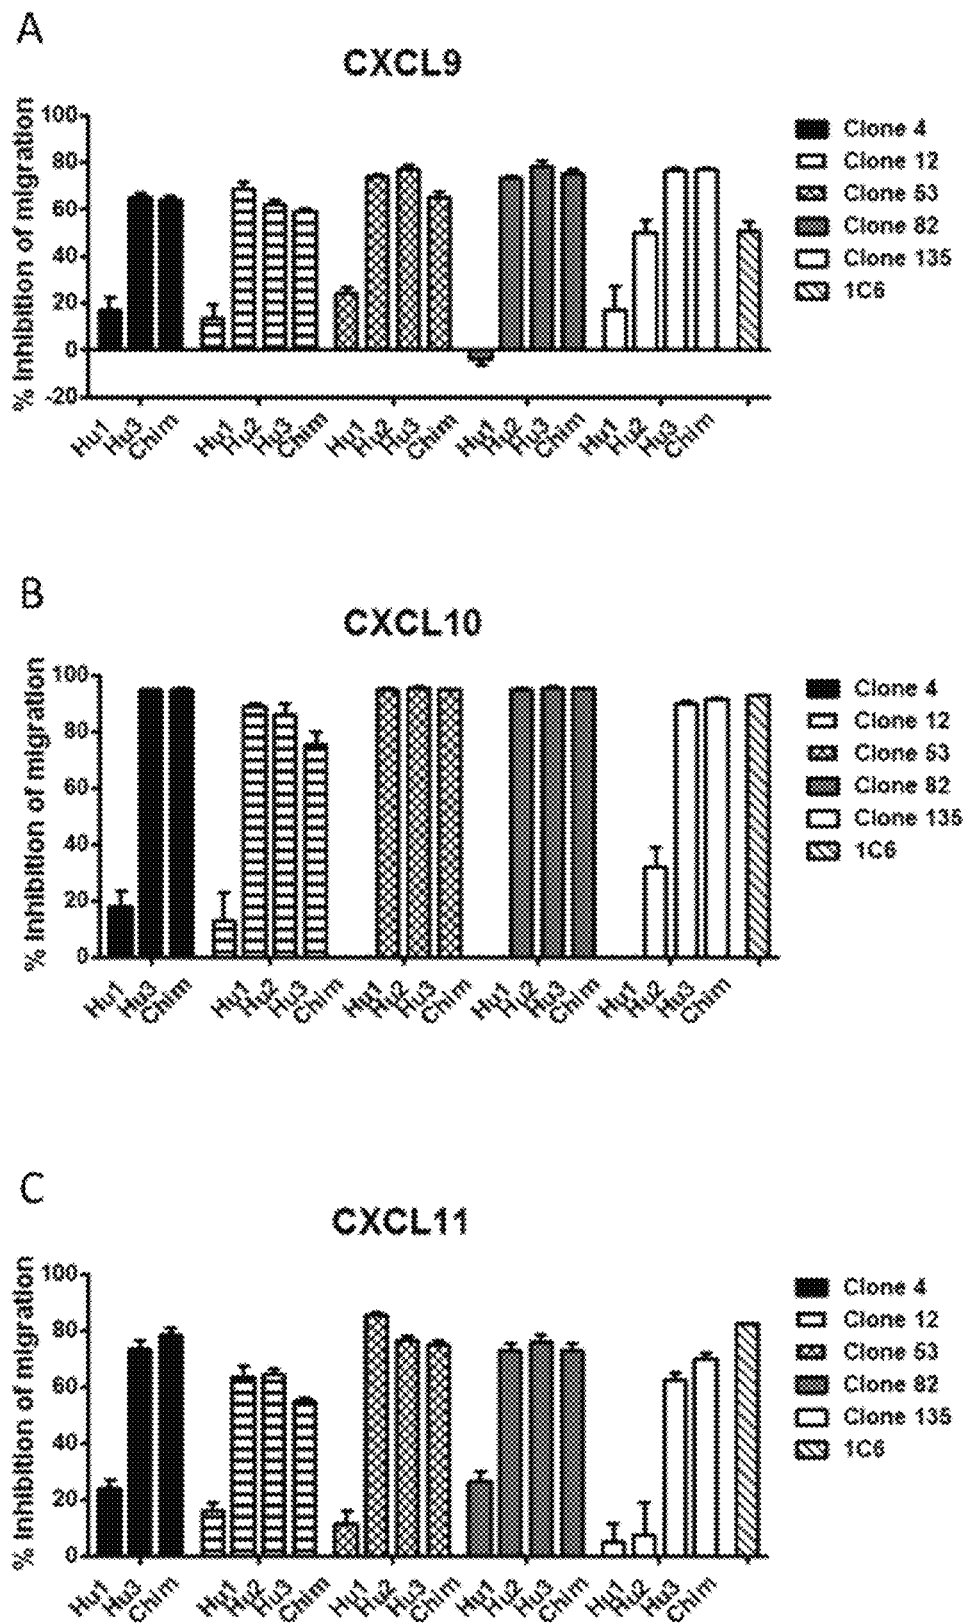 A
CXCL9
% Inhibition of migration
100
80
60
40
20
0
-20
Hu1 Hu3 Chim Hu1 Hu2 Hu3 Chim Hu1 Hu2 Hu3 Chim Hu1 Hu2 Hu3 Chim Hu1 Hu2 Hu3 Chim
Clone 4
Clone 12
Clone 53
Clone 82
Clone 135
1C6
B
CXCL10
% Inhibition of migration
100
80
60
40
20
0
Hu1 Hu3 Chim Hu1 Hu2 Hu3 Chim Hu1 Hu2 Hu3 Chim Hu1 Hu2 Hu3 Chim Hu1 Hu2 Hu3 Chim
Clone 4
Clone 12
Clone 53
Clone 82
Clone 135
1C6
C
CXCL11
% Inhibition of migration
100
80
60
40
20
0
Hu1 Hu3 Chim Hu1 Hu2 Hu3 Chim Hu1 Hu2 Hu3 Chim Hu1 Hu2 Hu3 Chim Hu1 Hu2 Hu3 Chim
Clone 4
Clone 12
Clone 53
Clone 82
Clone 135
1C6